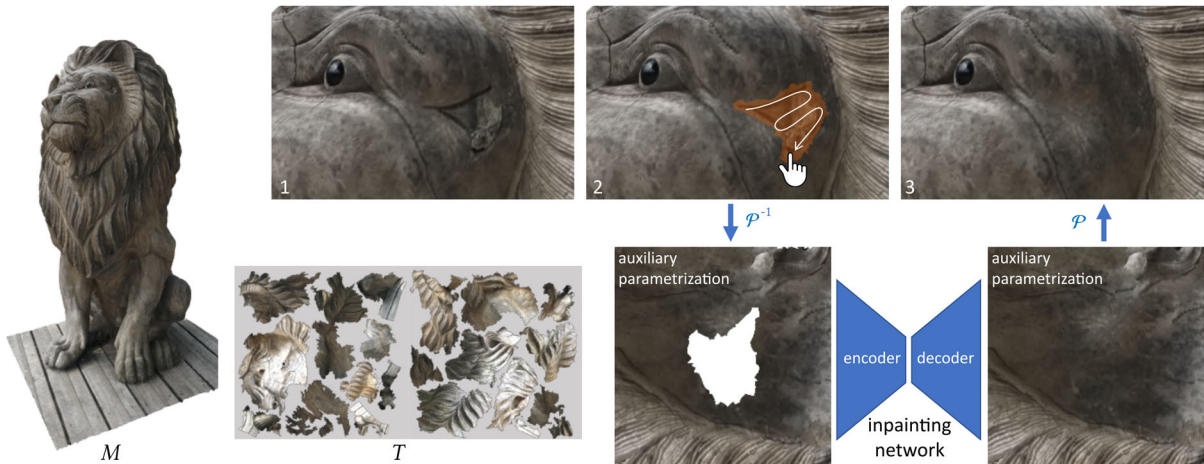 1
2
3
𝒫⁻¹
𝒫
auxiliary
parametrization
encoder
decoder
inpainting
network
auxiliary
parametrization
M
T